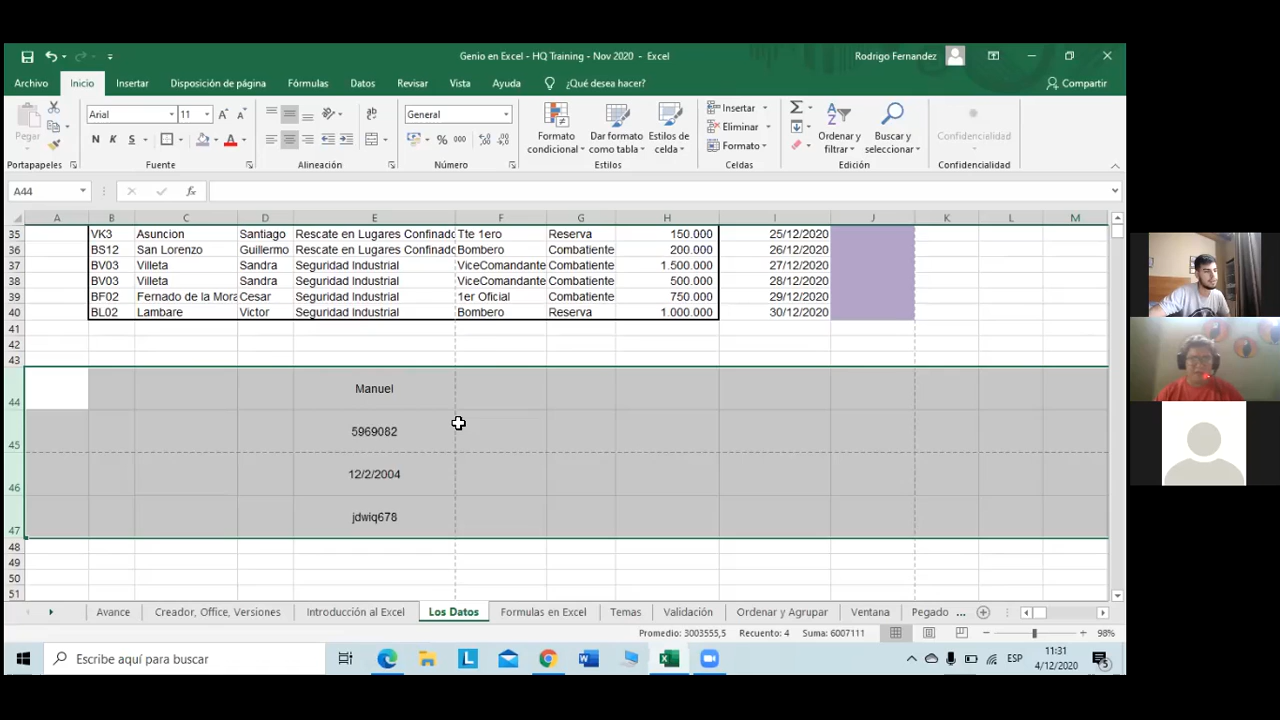 Genio en Excel - HQ Training - Nov 2020 - Excel
Rodrigo Fernandez
Archivo Inicio Insertar Disposición de página Fórmulas Datos Revisar Vista Ayuda ¿Qué desea hacer? Compartir
Pegar
Arial 11
N K S
General
% 000
Formato condicional
Dar formato como tabla
Estilos de celda
Insertar
Eliminar
Formato
Ordenar y filtrar
Buscar y seleccionar
Confidencialidad
Portapapeles Fuente Alineación Número Estilos Celdas Edición Confidencialidad
A44 fx
A B C D E F G H I J K L M
35 VK3 Asuncion Santiago Rescate en Lugares Confinado Tte 1ero Reserva 150.000 25/12/2020
36 BS12 San Lorenzo Guillermo Rescate en Lugares Confinado Bombero Combatiente 200.000 26/12/2020
37 BV03 Villeta Sandra Seguridad Industrial ViceComandante Combatiente 1.500.000 27/12/2020
38 BV03 Villeta Sandra Seguridad Industrial ViceComandante Combatiente 500.000 28/12/2020
39 BF02 Fernado de la Mora Cesar Seguridad Industrial 1er Oficial Combatiente 750.000 29/12/2020
40 BL02 Lambare Victor Seguridad Industrial Bombero Reserva 1.000.000 30/12/2020
41
42
43
44 Manuel
45 5969082
46 12/2/2004
47 jdwiq678
48
49
50
51
Avance Creador, Office, Versiones Introducción al Excel Los Datos Formulas en Excel Temas Validación Ordenar y Agrupar Ventana Pegado ...
Promedio: 3003555,5 Recuento: 4 Suma: 6007111 98%
Escribe aquí para buscar
ESP
11:31
4/12/2020
5